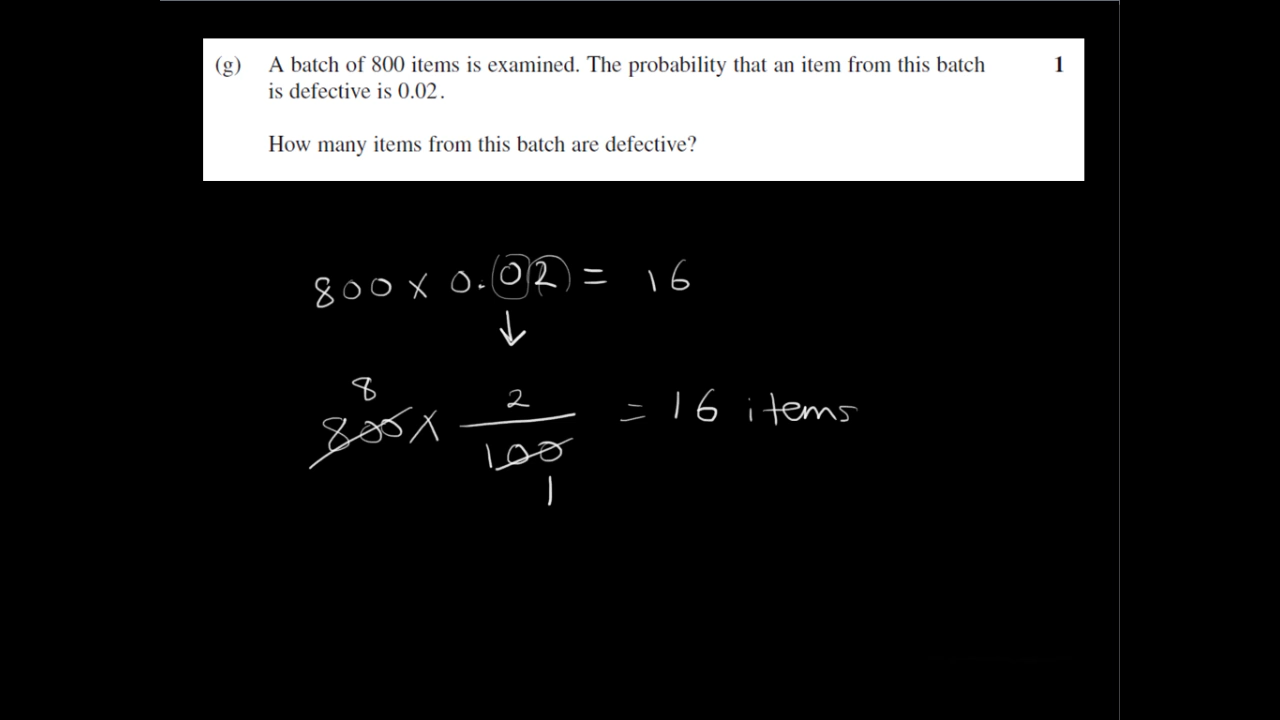 (g) A batch of 800 items is examined. The probability that an item from this batch 1
is defective is 0.02.
How many items from this batch are defective?
800 x 0.02 = 16
8 2
800 x 100 = 16 items
1